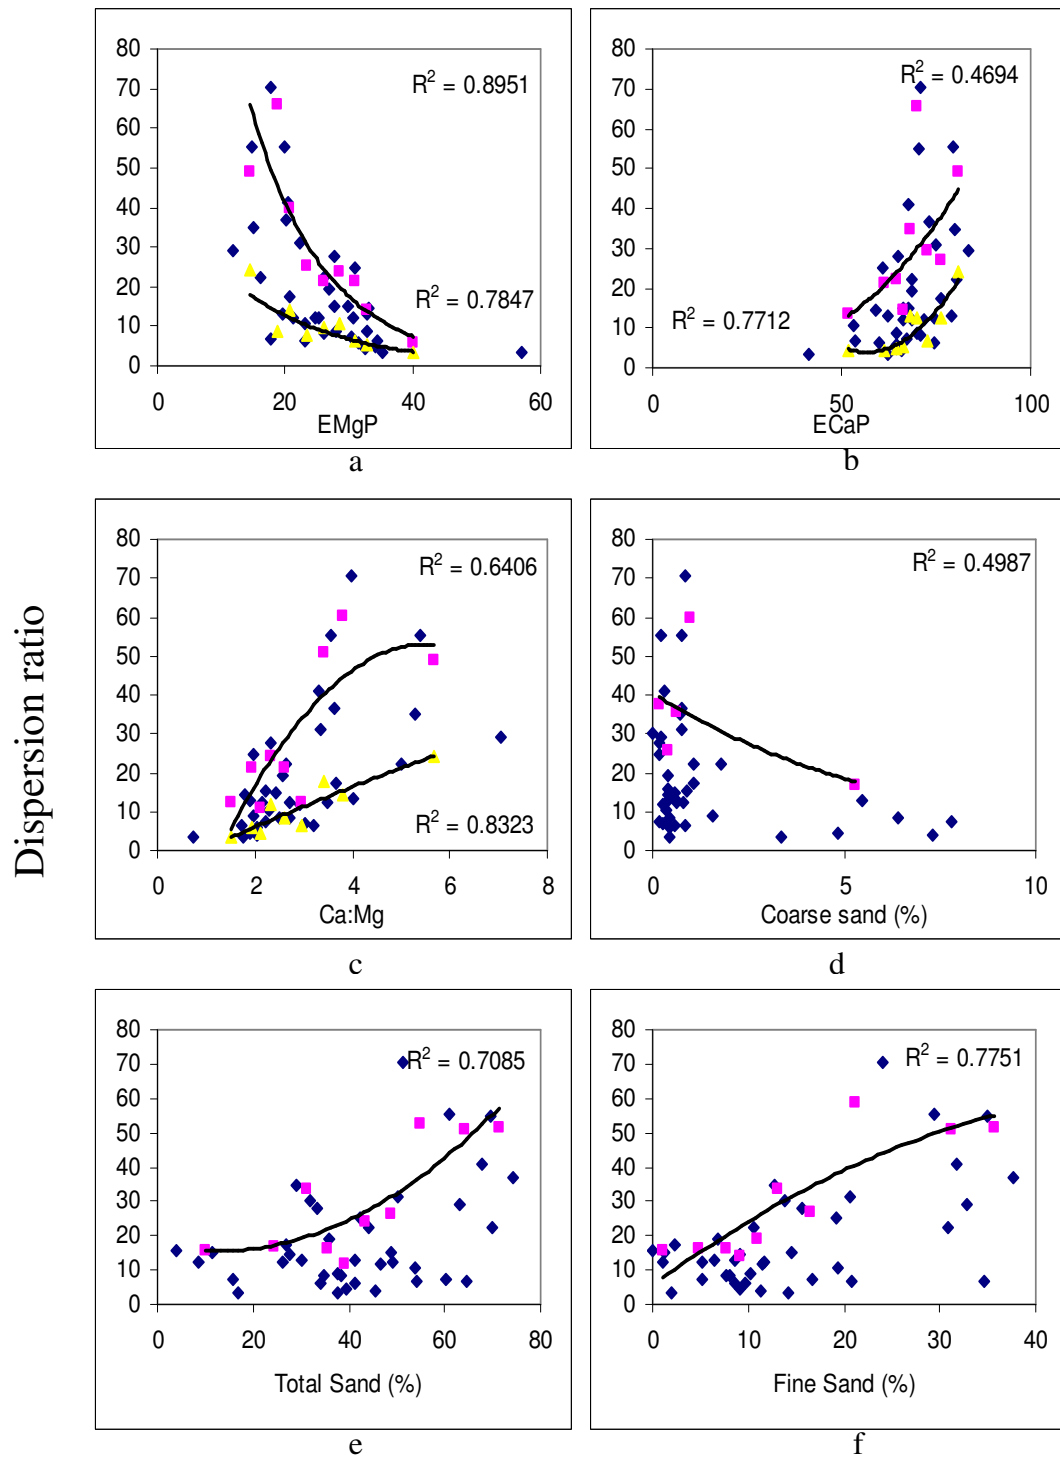 Dispersion ratio
80
70
60
50
40
30
20
10
0
R² = 0.8951
R² = 0.7847
0 20 40 60
EMgP
a
80
70
60
50
40
30
20
10
0
R² = 0.4694
R² = 0.7712
0 50 100
ECaP
b
80
70
60
50
40
30
20
10
0
R² = 0.6406
R² = 0.8323
0 2 4 6 8
Ca:Mg
c
80
70
60
50
40
30
20
10
0
R² = 0.4987
0 5 10
Coarse sand (%)
d
80
70
60
50
40
30
20
10
0
R² = 0.7085
0 20 40 60 80
Total Sand (%)
e
80
70
60
50
40
30
20
10
0
R² = 0.7751
0 10 20 30 40
Fine Sand (%)
f